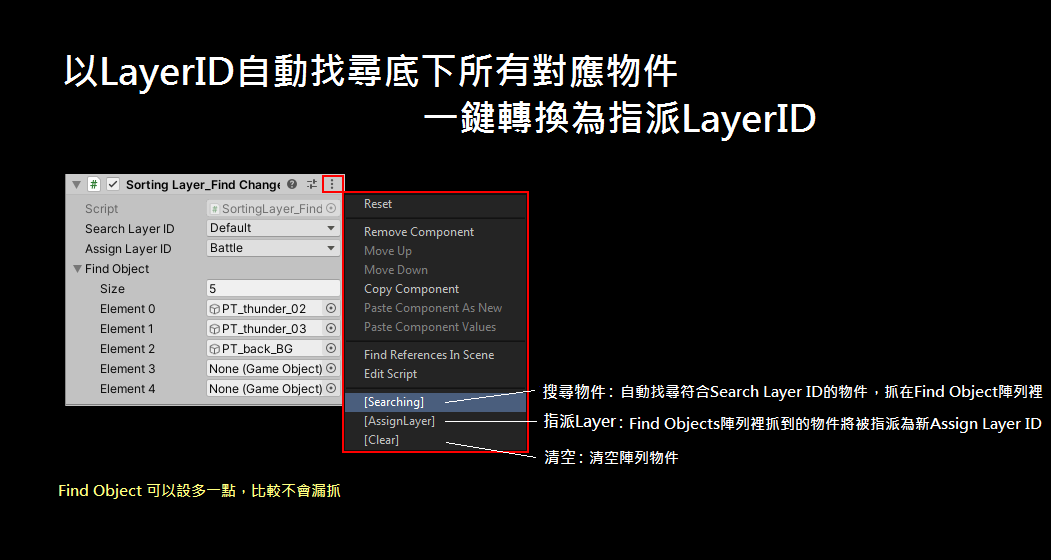 以LayerID自動找尋底下所有對應物件
一鍵轉換為指派LayerID
# Sorting Layer_Find Change
Script # SortingLayer_Find
Search Layer ID Default
Assign Layer ID Battle
Find Object
Size 5
Element 0 PT_thunder_02
Element 1 PT_thunder_03
Element 2 PT_back_BG
Element 3 None (Game Object)
Element 4 None (Game Object)
Reset
Remove Component
Move Up
Move Down
Copy Component
Paste Component As New
Paste Component Values
Find References In Scene
Edit Script
[Searching]
[AssignLayer]
[Clear]
搜尋物件 : 自動找尋符合Search Layer ID的物件，抓在Find Object陣列裡
指派Layer : Find Objects陣列裡抓到的物件將被指派為新Assign Layer ID
清空 : 清空陣列物件
Find Object 可以設多一點，比較不會漏抓